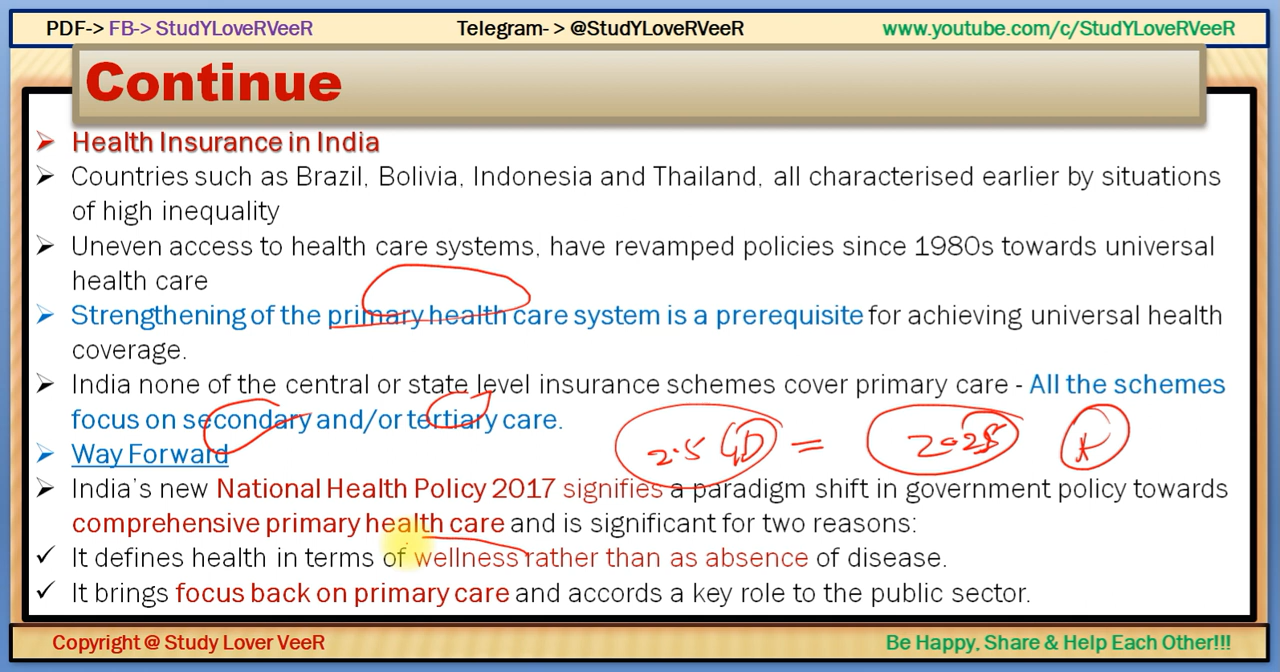 PDF-> FB-> StudYLoveRVeeR Telegram- > @StudYLoveRVeeR www.youtube.com/c/StudYLoveRVeeR
Continue
➢ Health Insurance in India
➢ Countries such as Brazil, Bolivia, Indonesia and Thailand, all characterised earlier by situations
of high inequality
➢ Uneven access to health care systems, have revamped policies since 1980s towards universal
health care
➢ Strengthening of the primary health care system is a prerequisite for achieving universal health
coverage.
➢ India none of the central or state level insurance schemes cover primary care - All the schemes
focus on secondary and/or tertiary care.
2.5 GD = 2025
➢ Way Forward
➢ India's new National Health Policy 2017 signifies a paradigm shift in government policy towards
comprehensive primary health care and is significant for two reasons:
✓ It defines health in terms of wellness rather than as absence of disease.
✓ It brings focus back on primary care and accords a key role to the public sector.
Copyright @ Study Lover VeeR Be Happy, Share & Help Each Other!!!